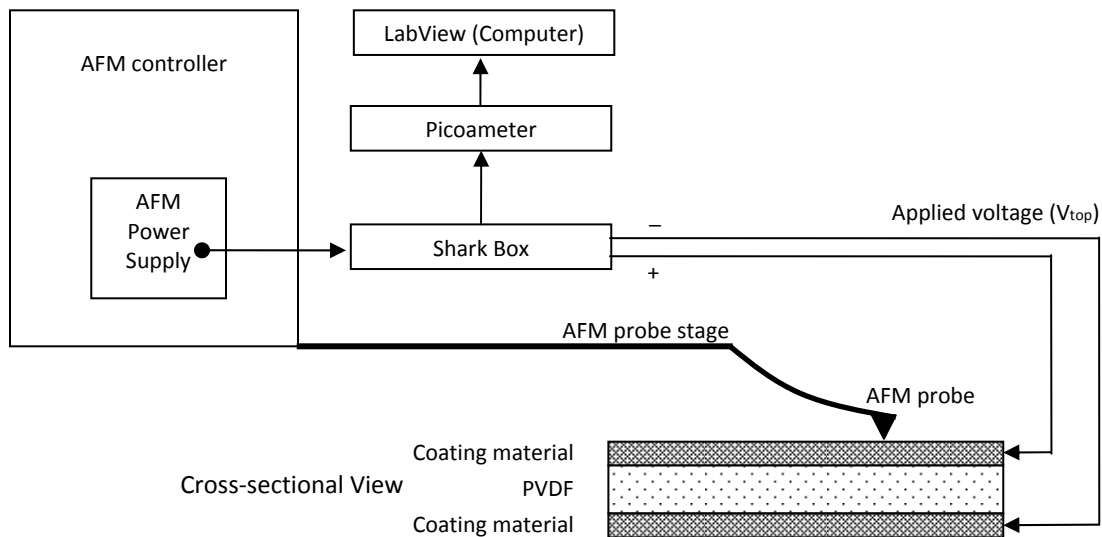 LabView (Computer)
AFM controller
Picoameter
AFM
Power
Supply
Shark Box
Applied voltage (Vtop)
–
+
AFM probe stage
AFM probe
Coating material
Cross-sectional View
PVDF
Coating material